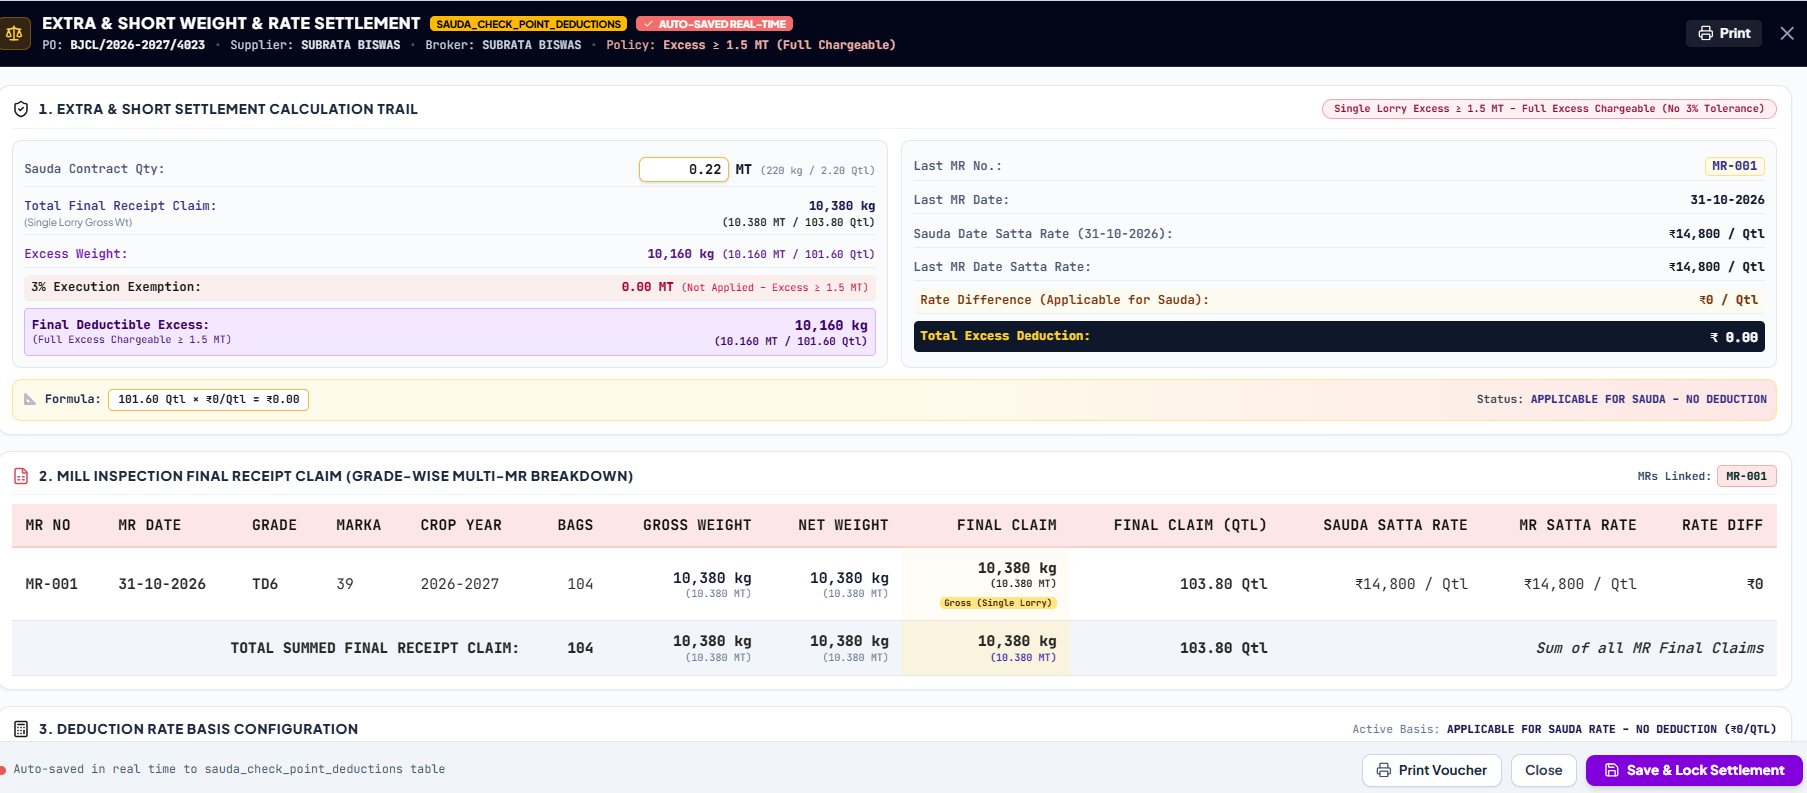 EXTRA & SHORT WEIGHT & RATE SETTLEMENT SAUDA_CHECK_POINT_DEDUCTIONS ✓ AUTO-SAVED REAL-TIME
PO: BJCL/2026-2027/4023 · Supplier: SUBRATA BISWAS · Broker: SUBRATA BISWAS · Policy: Excess ≥ 1.5 MT (Full Chargeable)
Print
1. EXTRA & SHORT SETTLEMENT CALCULATION TRAIL
Single Lorry Excess ≥ 1.5 MT – Full Excess Chargeable (No 3% Tolerance)
Sauda Contract Qty: 0.22 MT (220 kg / 2.20 Qtl)
Total Final Receipt Claim: 10,380 kg
(Single Lorry Gross Wt) (10.380 MT / 103.80 Qtl)
Excess Weight: 10,160 kg (10.160 MT / 101.60 Qtl)
3% Execution Exemption: 0.00 MT (Not Applied – Excess ≥ 1.5 MT)
Final Deductible Excess: 10,160 kg
(Full Excess Chargeable ≥ 1.5 MT) (10.160 MT / 101.60 Qtl)
Last MR No.: MR-001
Last MR Date: 31-10-2026
Sauda Date Satta Rate (31-10-2026): ₹14,800 / Qtl
Last MR Date Satta Rate: ₹14,800 / Qtl
Rate Difference (Applicable for Sauda): ₹0 / Qtl
Total Excess Deduction: ₹ 0.00
Formula: 101.60 Qtl × ₹0/Qtl = ₹0.00
Status: APPLICABLE FOR SAUDA – NO DEDUCTION
2. MILL INSPECTION FINAL RECEIPT CLAIM (GRADE-WISE MULTI-MR BREAKDOWN)
MRs Linked: MR-001
MR NO MR DATE GRADE MARKA CROP YEAR BAGS GROSS WEIGHT NET WEIGHT FINAL CLAIM FINAL CLAIM (QTL) SAUDA SATTA RATE MR SATTA RATE RATE DIFF
MR-001 31-10-2026 TD6 39 2026-2027 104 10,380 kg 10,380 kg 10,380 kg 103.80 Qtl ₹14,800 / Qtl ₹14,800 / Qtl ₹0
(10.380 MT) (10.380 MT) (10.380 MT)
Gross (Single Lorry)
TOTAL SUMMED FINAL RECEIPT CLAIM: 104 10,380 kg 10,380 kg 10,380 kg 103.80 Qtl Sum of all MR Final Claims
(10.380 MT) (10.380 MT) (10.380 MT)
3. DEDUCTION RATE BASIS CONFIGURATION
Active Basis: APPLICABLE FOR SAUDA RATE – NO DEDUCTION (₹0/QTL)
Auto-saved in real time to sauda_check_point_deductions table
Print Voucher
Close
Save & Lock Settlement